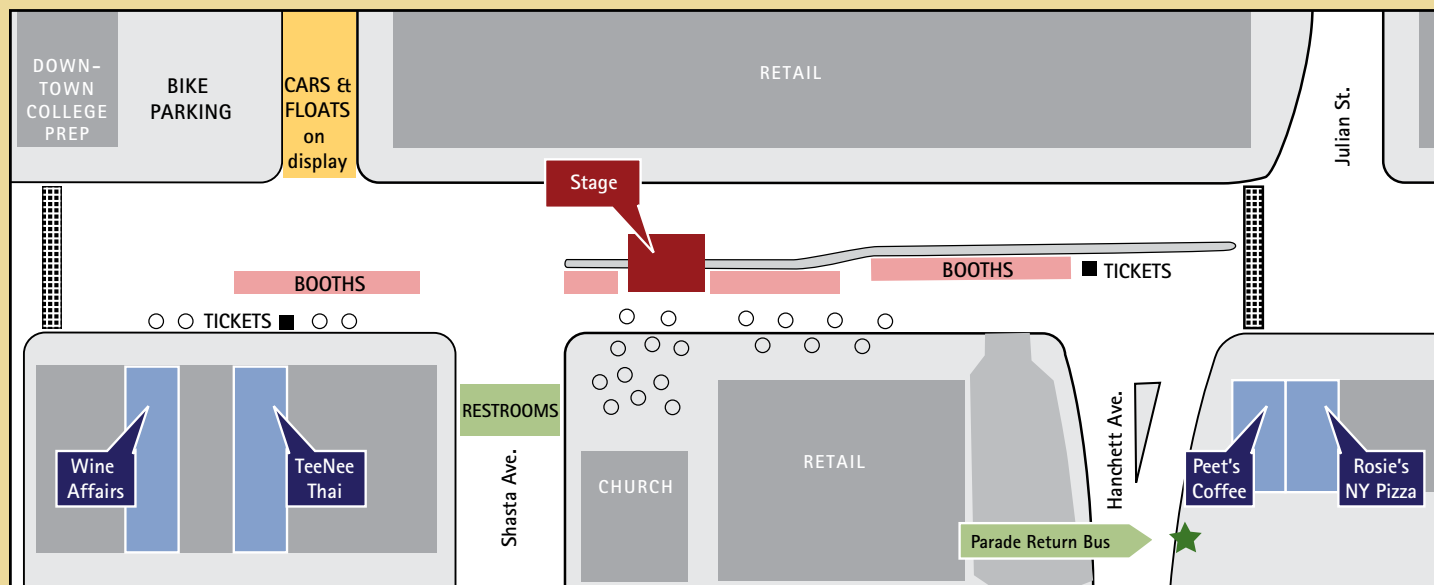 DOWN-
TOWN
COLLEGE
PREP
BIKE
PARKING
CARS &
FLOATS
on
display
RETAIL
Julian St.
Stage
BOOTHS
BOOTHS
TICKETS
TICKETS
RESTROOMS
Wine
Affairs
TeeNee
Thai
Shasta Ave.
CHURCH
RETAIL
Hanchett Ave.
Peet's
Coffee
Rosie's
NY Pizza
Parade Return Bus